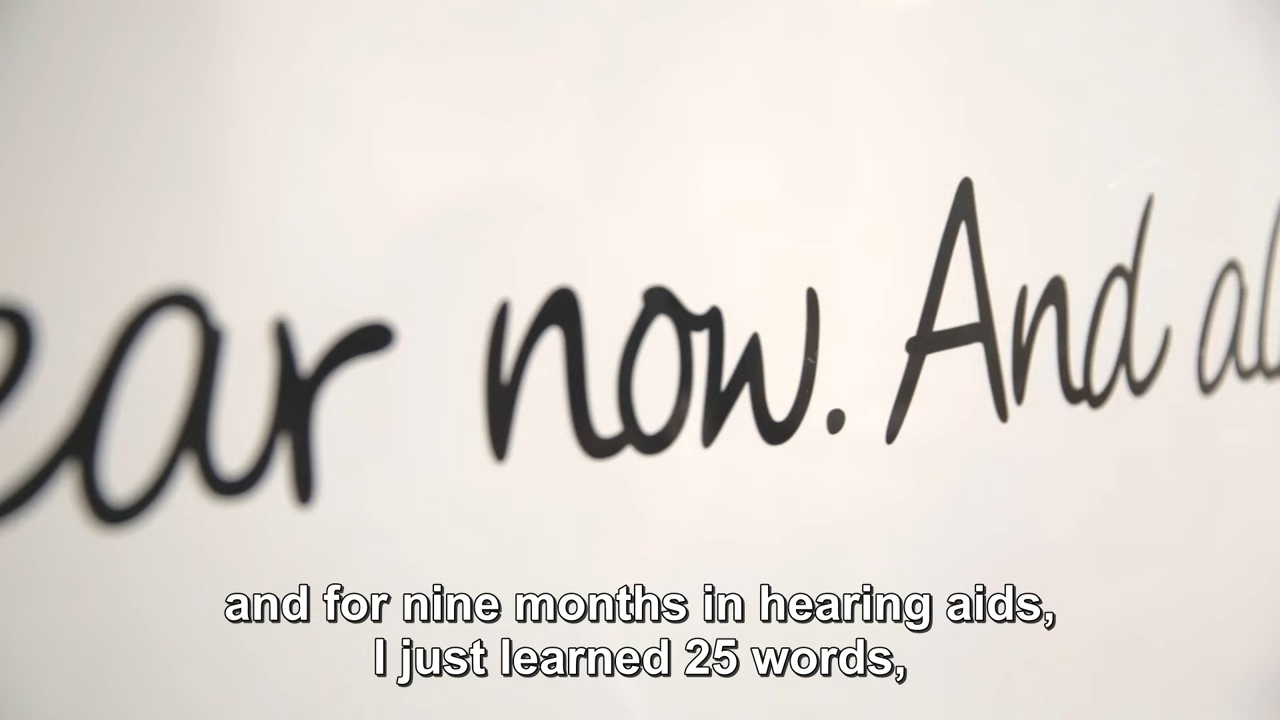 ear now. And al
and for nine months in hearing aids,
I just learned 25 words,